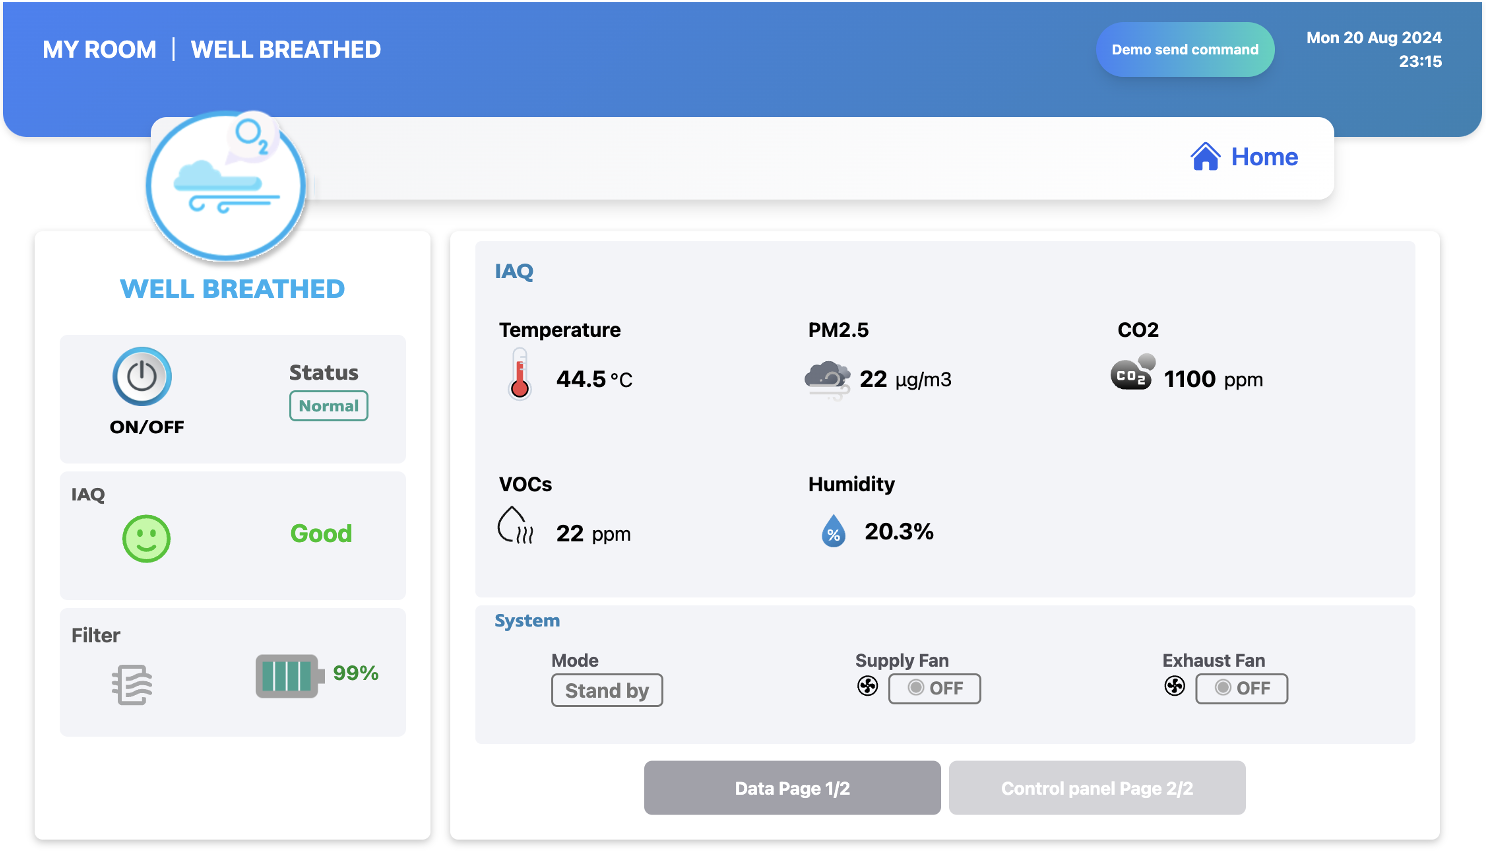 MY ROOM | WELL BREATHED
Demo send command
Mon 20 Aug 2024
23:15
O2
Home
WELL BREATHED
ON/OFF
Status
Normal
IAQ
Good
Filter
99%
IAQ
Temperature
44.5 °C
PM2.5
22 µg/m3
CO2
CO2
1100 ppm
VOCs
22 ppm
Humidity
%
20.3%
System
Mode
Stand by
Supply Fan
OFF
Exhaust Fan
OFF
Data Page 1/2
Control panel Page 2/2